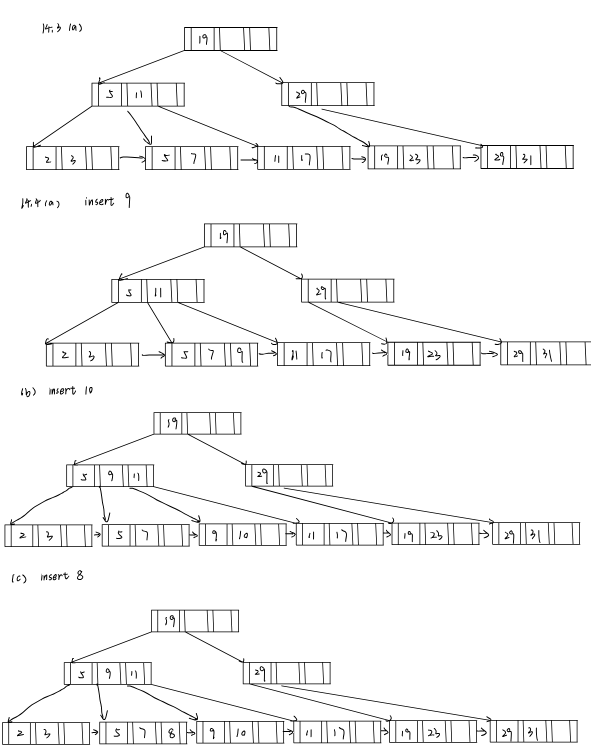 14.3 (a)
19
5 11 29
2 3 5 7 11 17 19 23 29 31
14.4 (a) insert 9
19
5 11 29
2 3 5 7 9 11 17 19 23 29 31
(b) insert 10
19
5 9 11 29
2 3 5 7 9 10 11 17 19 23 29 31
(c) insert 8
19
5 9 11 29
2 3 5 7 8 9 10 11 17 19 23 29 31